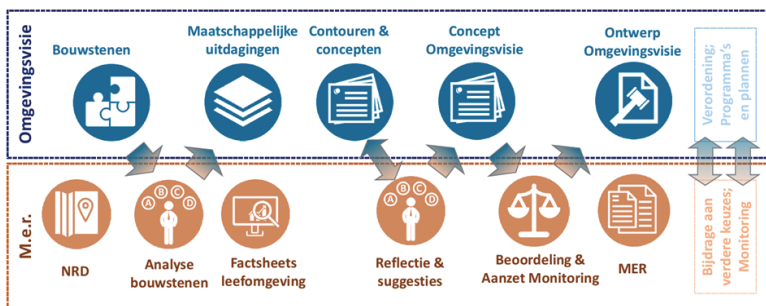 Omgevingsvisie
Bouwstenen
Maatschappelijke
uitdagingen
Contouren &
concepten
Concept
Omgevingsvisie
Ontwerp
Omgevingsvisie
Verordening;
Programma's
en plannen
M.e.r.
NRD
A B C D
Analyse
bouwstenen
Factsheets
leefomgeving
A B C D
Reflectie &
suggesties
Beoordeling &
Aanzet Monitoring
MER
Bijdrage aan
verdere keuzes;
Monitoring